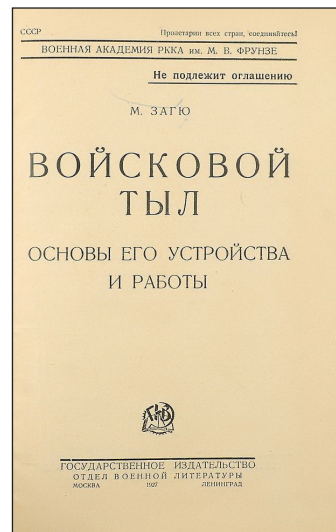 СССР Пролетарии всех стран, соединяйтесь!
ВОЕННАЯ АКАДЕМИЯ РККА им. М. В. ФРУНЗЕ
Не подлежит оглашению
М. ЗАГЮ
ВОЙСКОВОЙ
ТЫЛ
ОСНОВЫ ЕГО УСТРОЙСТВА
И РАБОТЫ
ГОСУДАРСТВЕННОЕ ИЗДАТЕЛЬСТВО
ОТДЕЛ ВОЕННОЙ ЛИТЕРАТУРЫ
МОСКВА 1927 ЛЕНИНГРАД